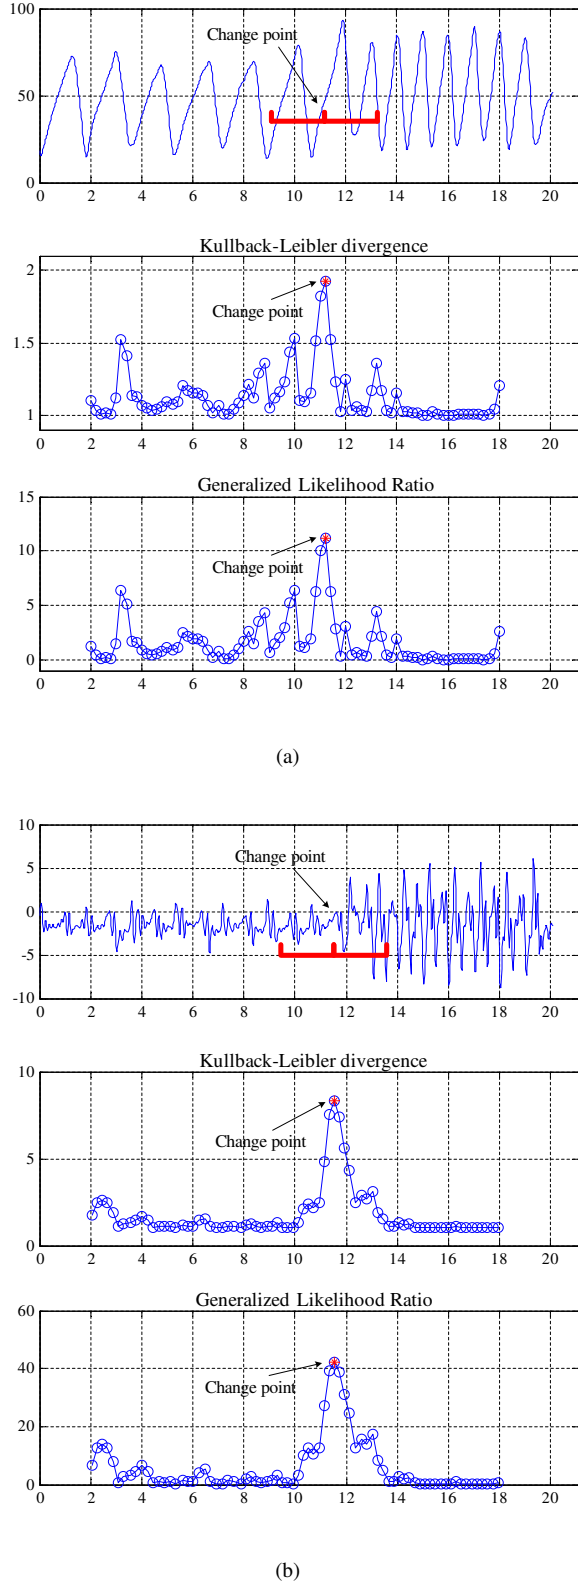 100
Change point
50
0
0 2 4 6 8 10 12 14 16 18 20
Kullback-Leibler divergence
2
Change point
1.5
1
0 2 4 6 8 10 12 14 16 18 20
Generalized Likelihood Ratio
15
10
Change point
5
0
0 2 4 6 8 10 12 14 16 18 20
(a)
10
5
Change point
0
-5
-10
0 2 4 6 8 10 12 14 16 18 20
Kullback-Leibler divergence
10
Change point
5
0
0 2 4 6 8 10 12 14 16 18 20
Generalized Likelihood Ratio
60
40
Change point
20
0
0 2 4 6 8 10 12 14 16 18 20
(b)